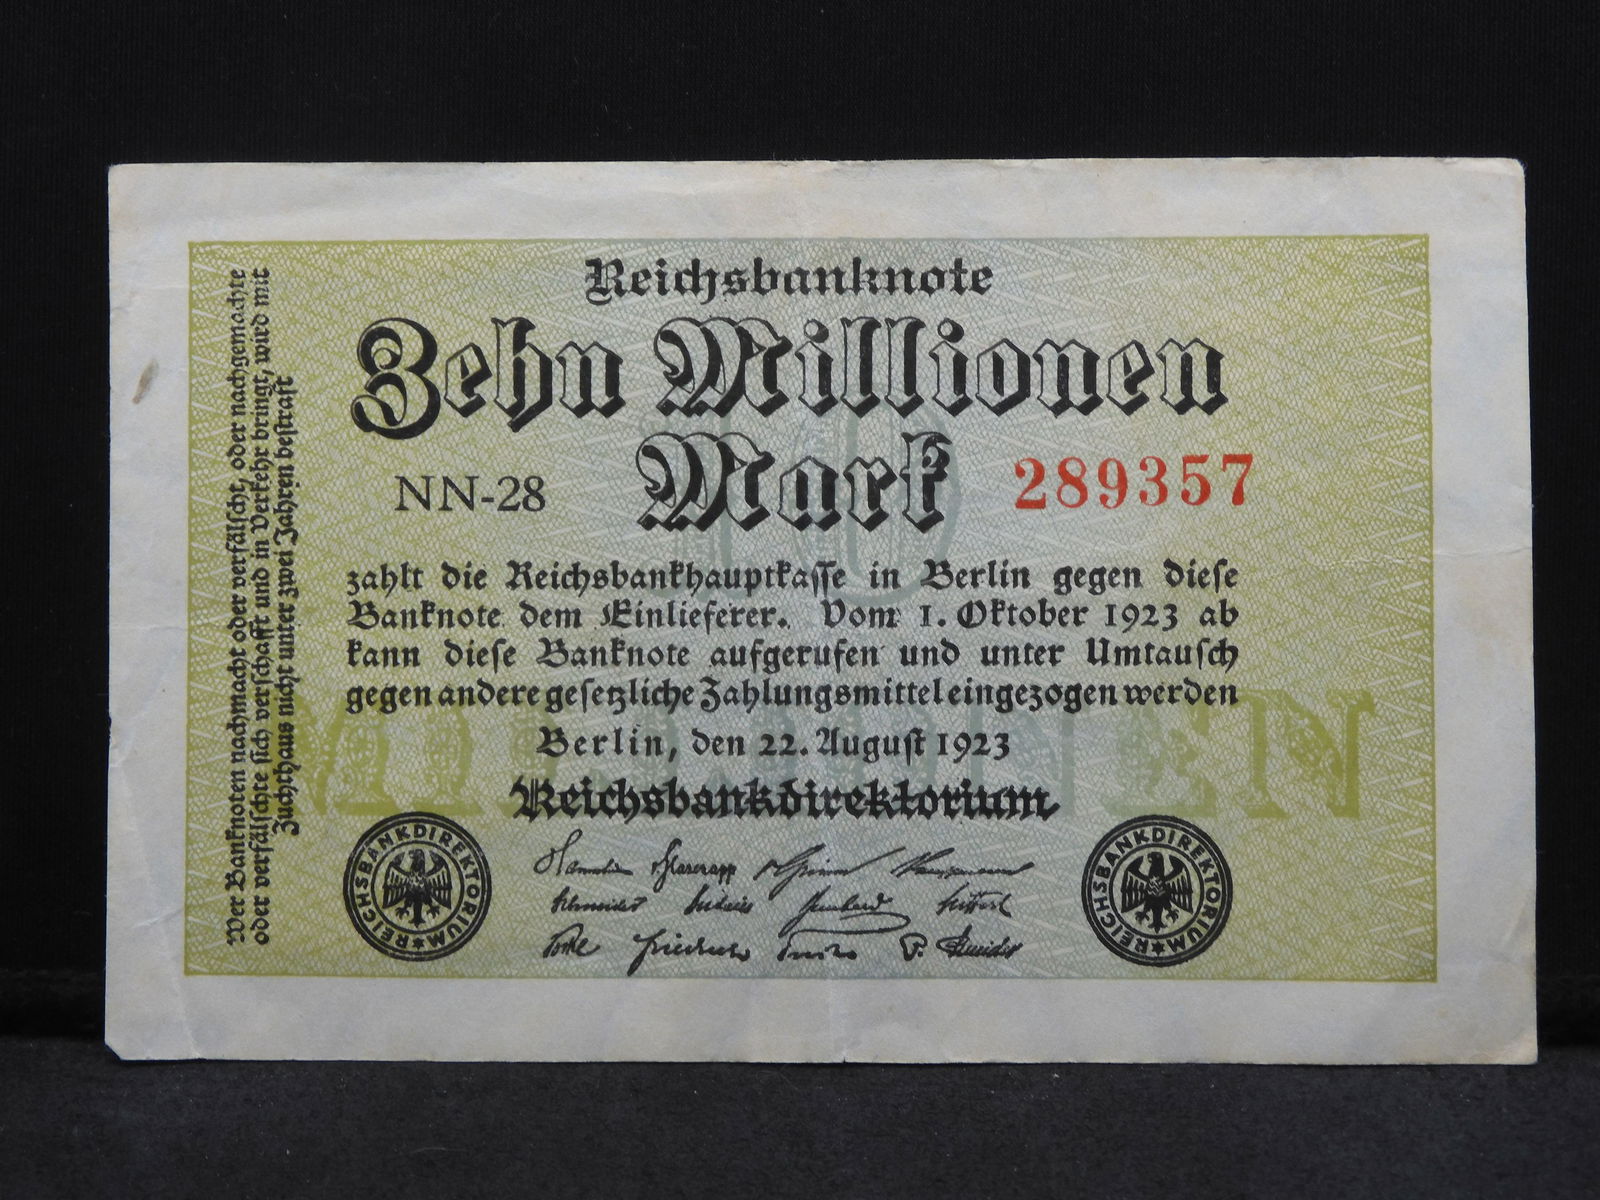 Reichsbanknote
Zehn Millionen
Mark
NN-28
289357
zahlt die Reichsbankhauptkasse in Berlin gegen diese
Banknote dem Einlieferer. Vom 1. Oktober 1923 ab
kann diese Banknote aufgerufen und unter Umtausch
gegen andere gesetzliche Zahlungsmittel eingezogen werden
Berlin, den 22. August 1923
Reichsbankdirektorium
REICHSBANKDIREKTORIUM
REICHSBANKDIREKTORIUM
Wer Banknoten nachmacht oder verfälscht, oder nachgemachte
oder verfälschte sich verschafft und in Verkehr bringt, wird mit
Zuchthaus nicht unter zwei Jahren bestraft